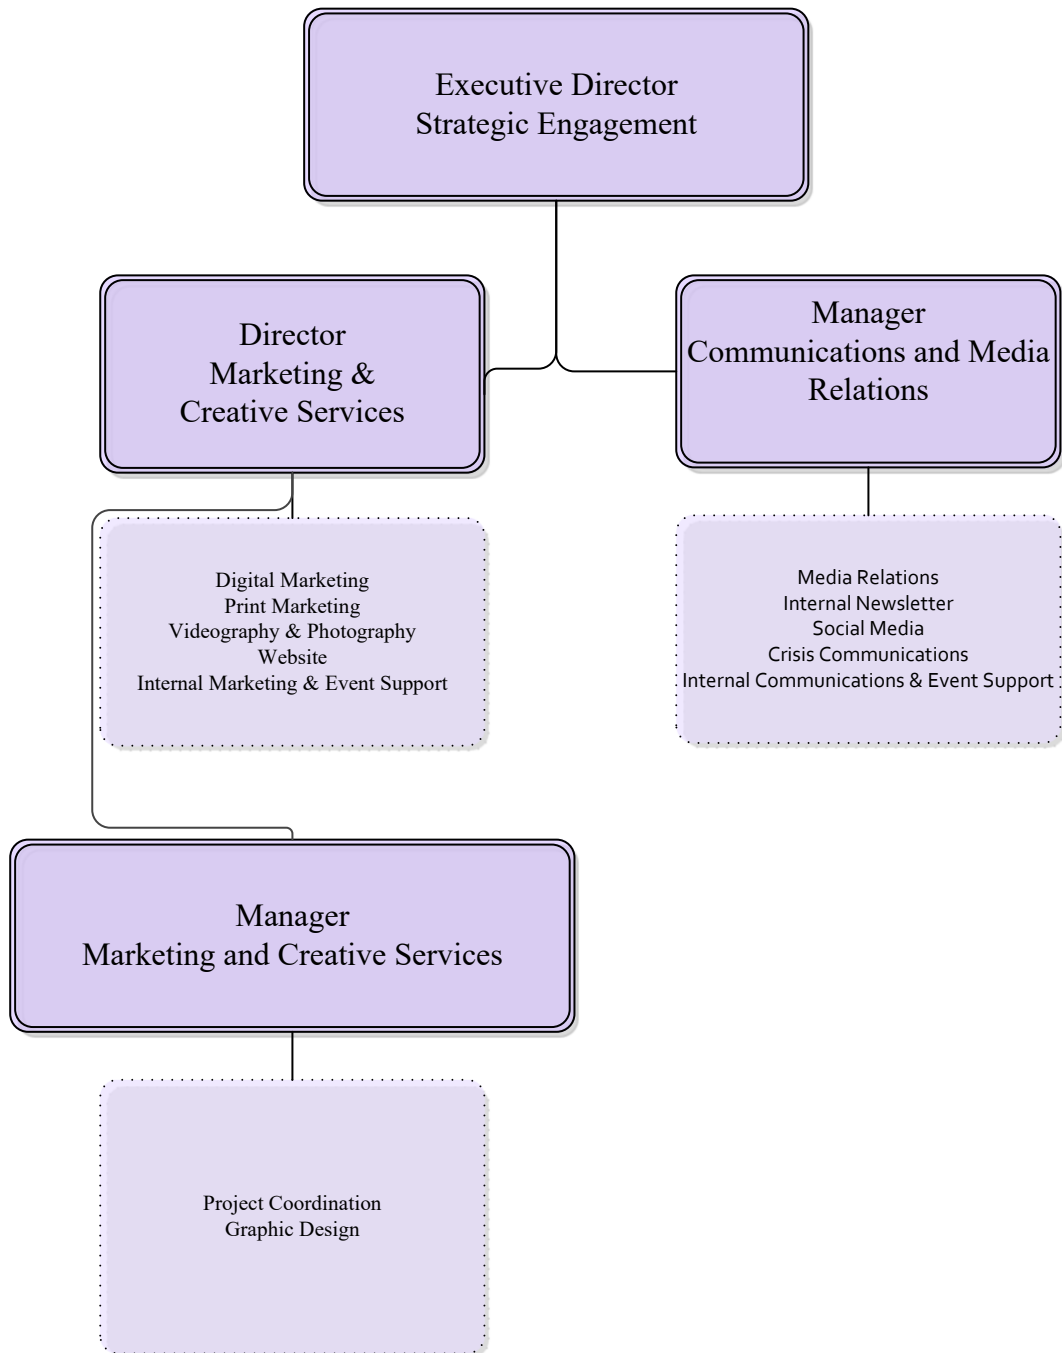 Executive Director
Strategic Engagement
Director
Marketing &
Creative Services
Manager
Communications and Media
Relations
Digital Marketing
Print Marketing
Videography & Photography
Website
Internal Marketing & Event Support
Media Relations
Internal Newsletter
Social Media
Crisis Communications
Internal Communications & Event Support
Manager
Marketing and Creative Services
Project Coordination
Graphic Design